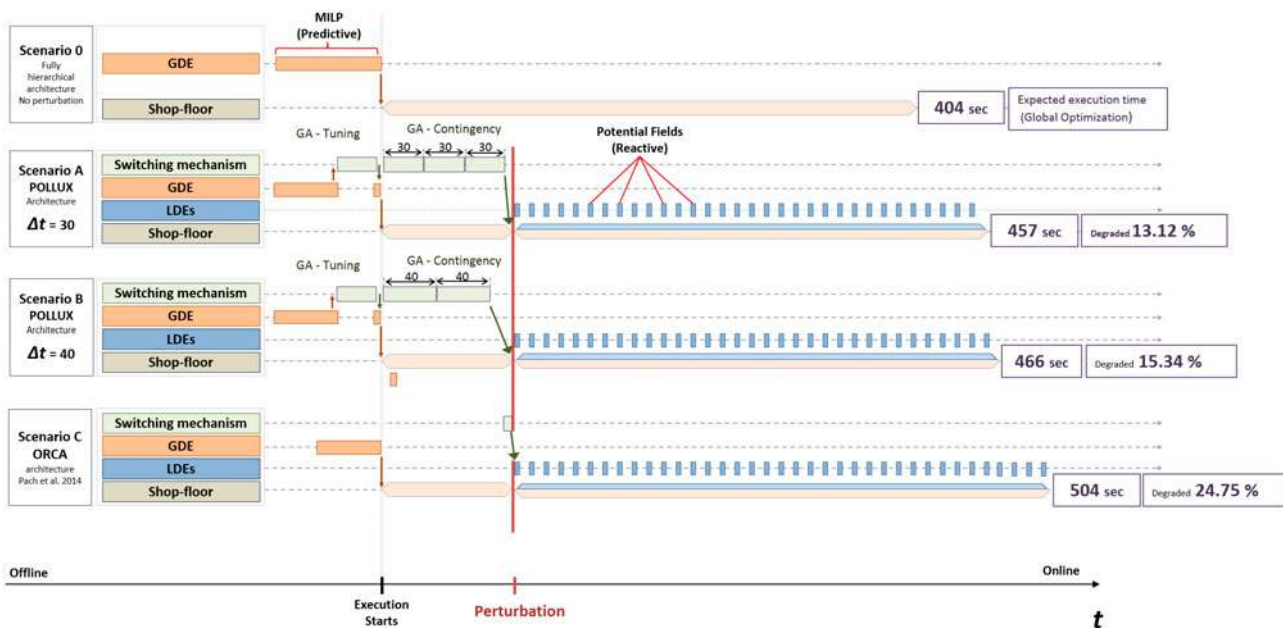 MILP
(Predictive)
Scenario 0
Fully
hierarchical
architecture
No perturbation
GDE
Shop-floor
404 sec
Expected execution time
(Global Optimization)
GA - Tuning
GA - Contingency
30
30
30
Potential Fields
(Reactive)
Scenario A
POLLUX
Architecture
Δt = 30
Switching mechanism
GDE
LDEs
Shop-floor
457 sec
Degraded 13.12 %
GA - Tuning
GA - Contingency
40
40
Scenario B
POLLUX
Architecture
Δt = 40
Switching mechanism
GDE
LDEs
Shop-floor
466 sec
Degraded 15.34 %
Scenario C
ORCA
architecture
Pach et al. 2014
Switching mechanism
GDE
LDEs
Shop-floor
504 sec
Degraded 24.75 %
Offline
Online
Execution
Starts
Perturbation
t